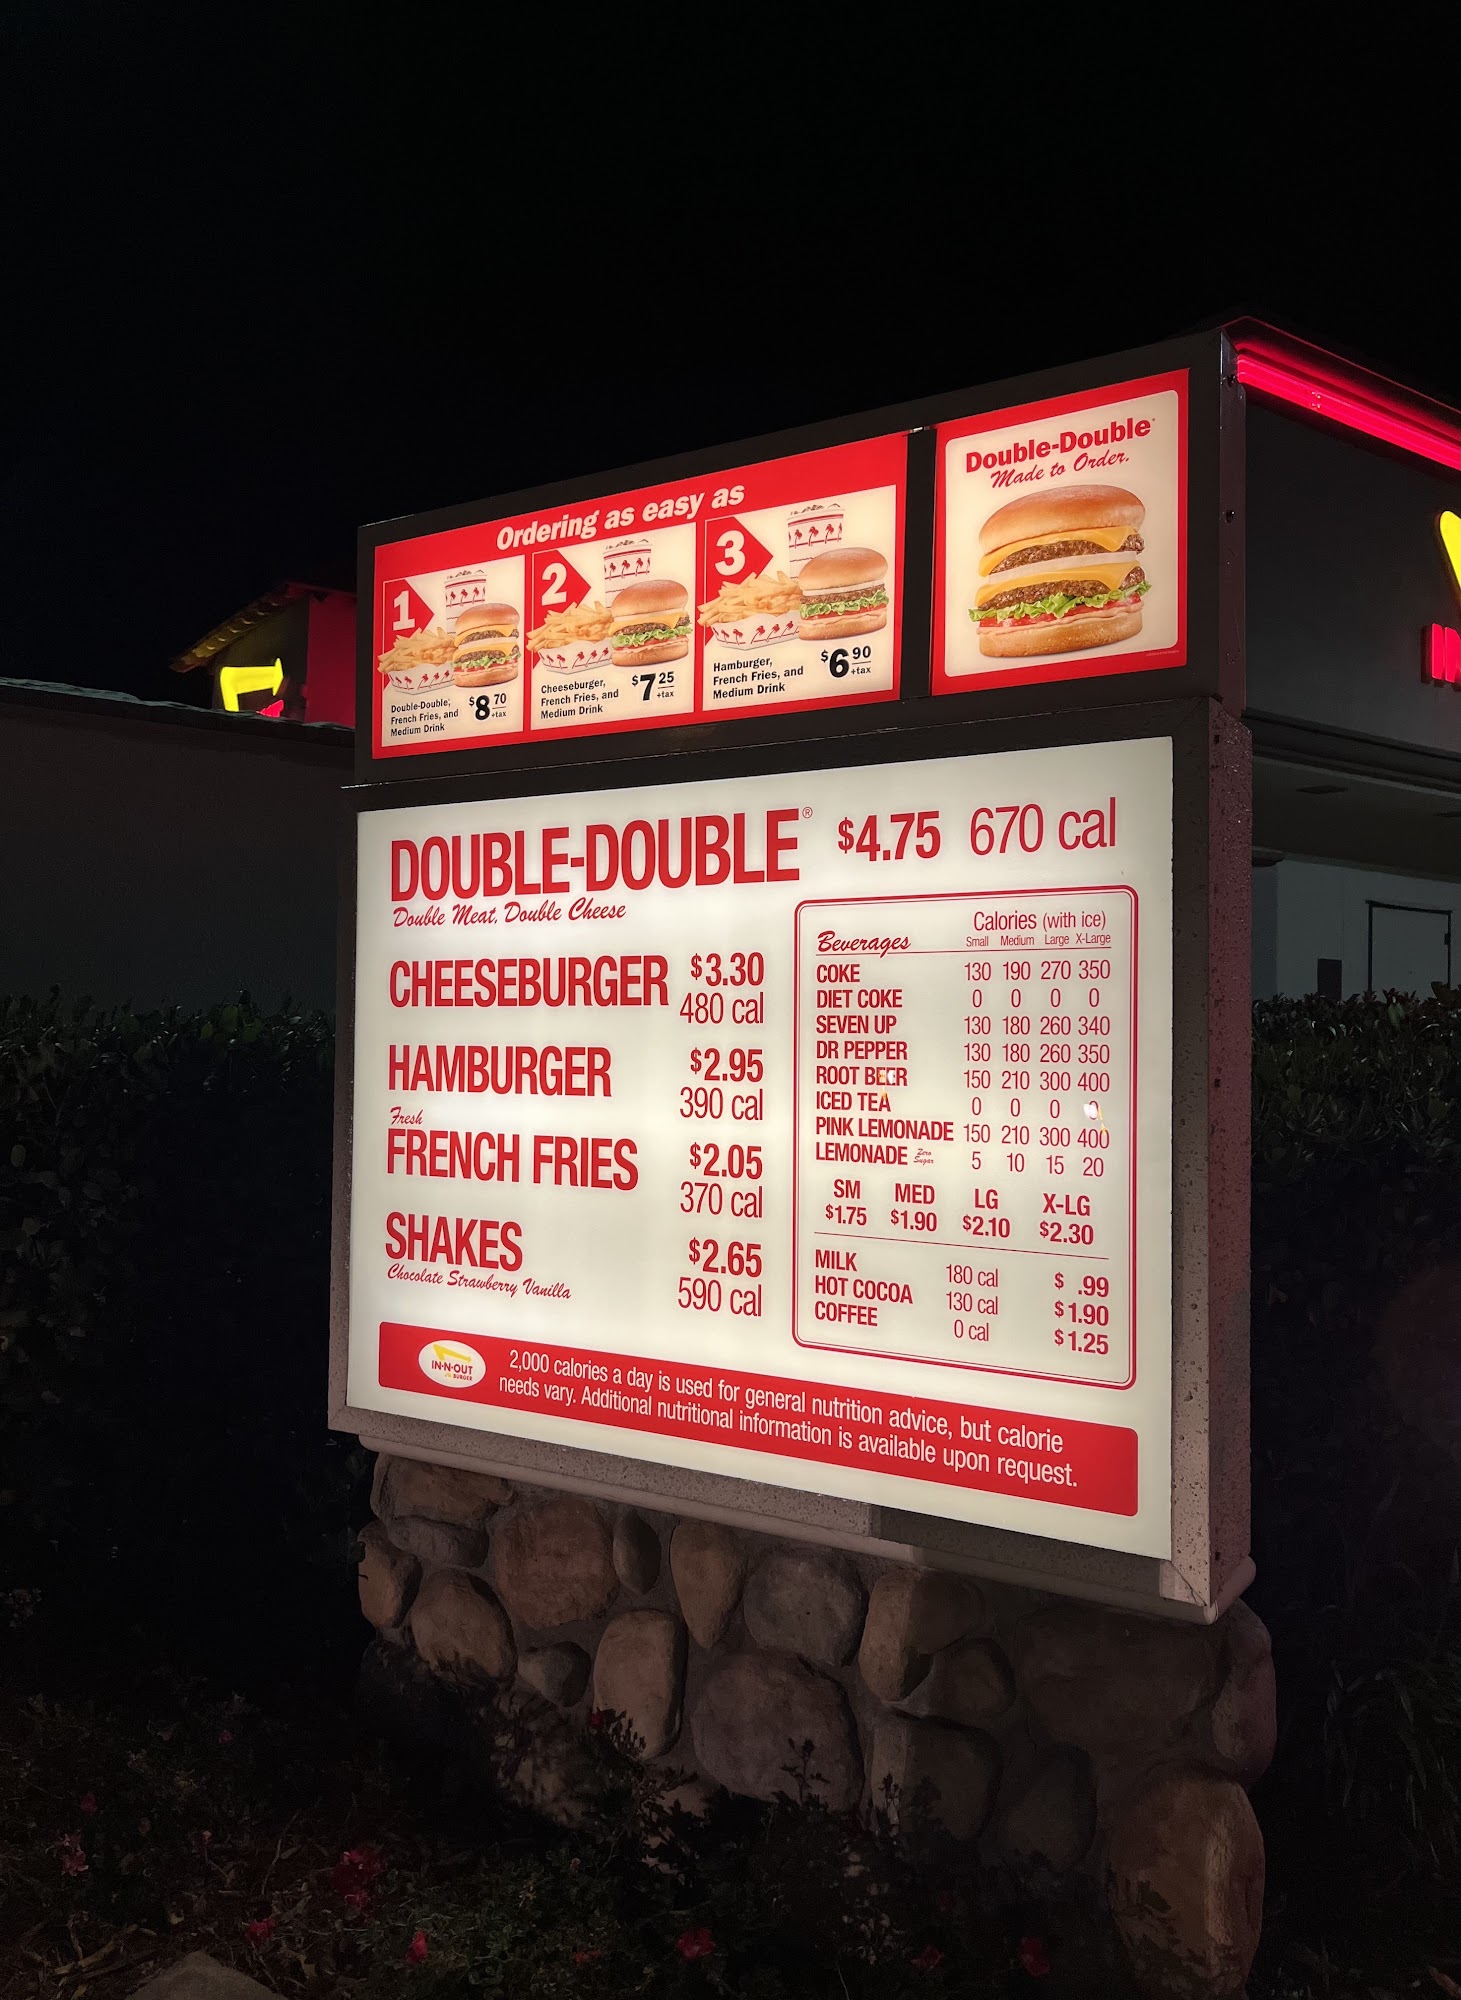 Ordering as easy as
1
Double-Double,
French Fries, and
Medium Drink
$8 70
+tax
2
Cheeseburger,
French Fries, and
Medium Drink
$7 25
+tax
3
Hamburger,
French Fries, and
Medium Drink
$6 90
+tax
Double-Double
Made to Order.
DOUBLE-DOUBLE® $4.75 670 cal
Double Meat, Double Cheese
CHEESEBURGER $3.30
480 cal
HAMBURGER $2.95
390 cal
Fresh
FRENCH FRIES $2.05
370 cal
SHAKES $2.65
Chocolate Strawberry Vanilla 590 cal
Calories (with ice)
Beverages Small Medium Large X-Large
COKE 130 190 270 350
DIET COKE 0 0 0 0
SEVEN UP 130 180 260 340
DR PEPPER 130 180 260 350
ROOT BEER 150 210 300 400
ICED TEA 0 0 0 0
PINK LEMONADE 150 210 300 400
LEMONADE Zero Sugar 5 10 15 20
SM MED LG X-LG
$1.75 $1.90 $2.10 $2.30
MILK 180 cal $ .99
HOT COCOA 130 cal $1.90
COFFEE 0 cal $1.25
IN-N-OUT
BURGER
2,000 calories a day is used for general nutrition advice, but calorie
needs vary. Additional nutritional information is available upon request.